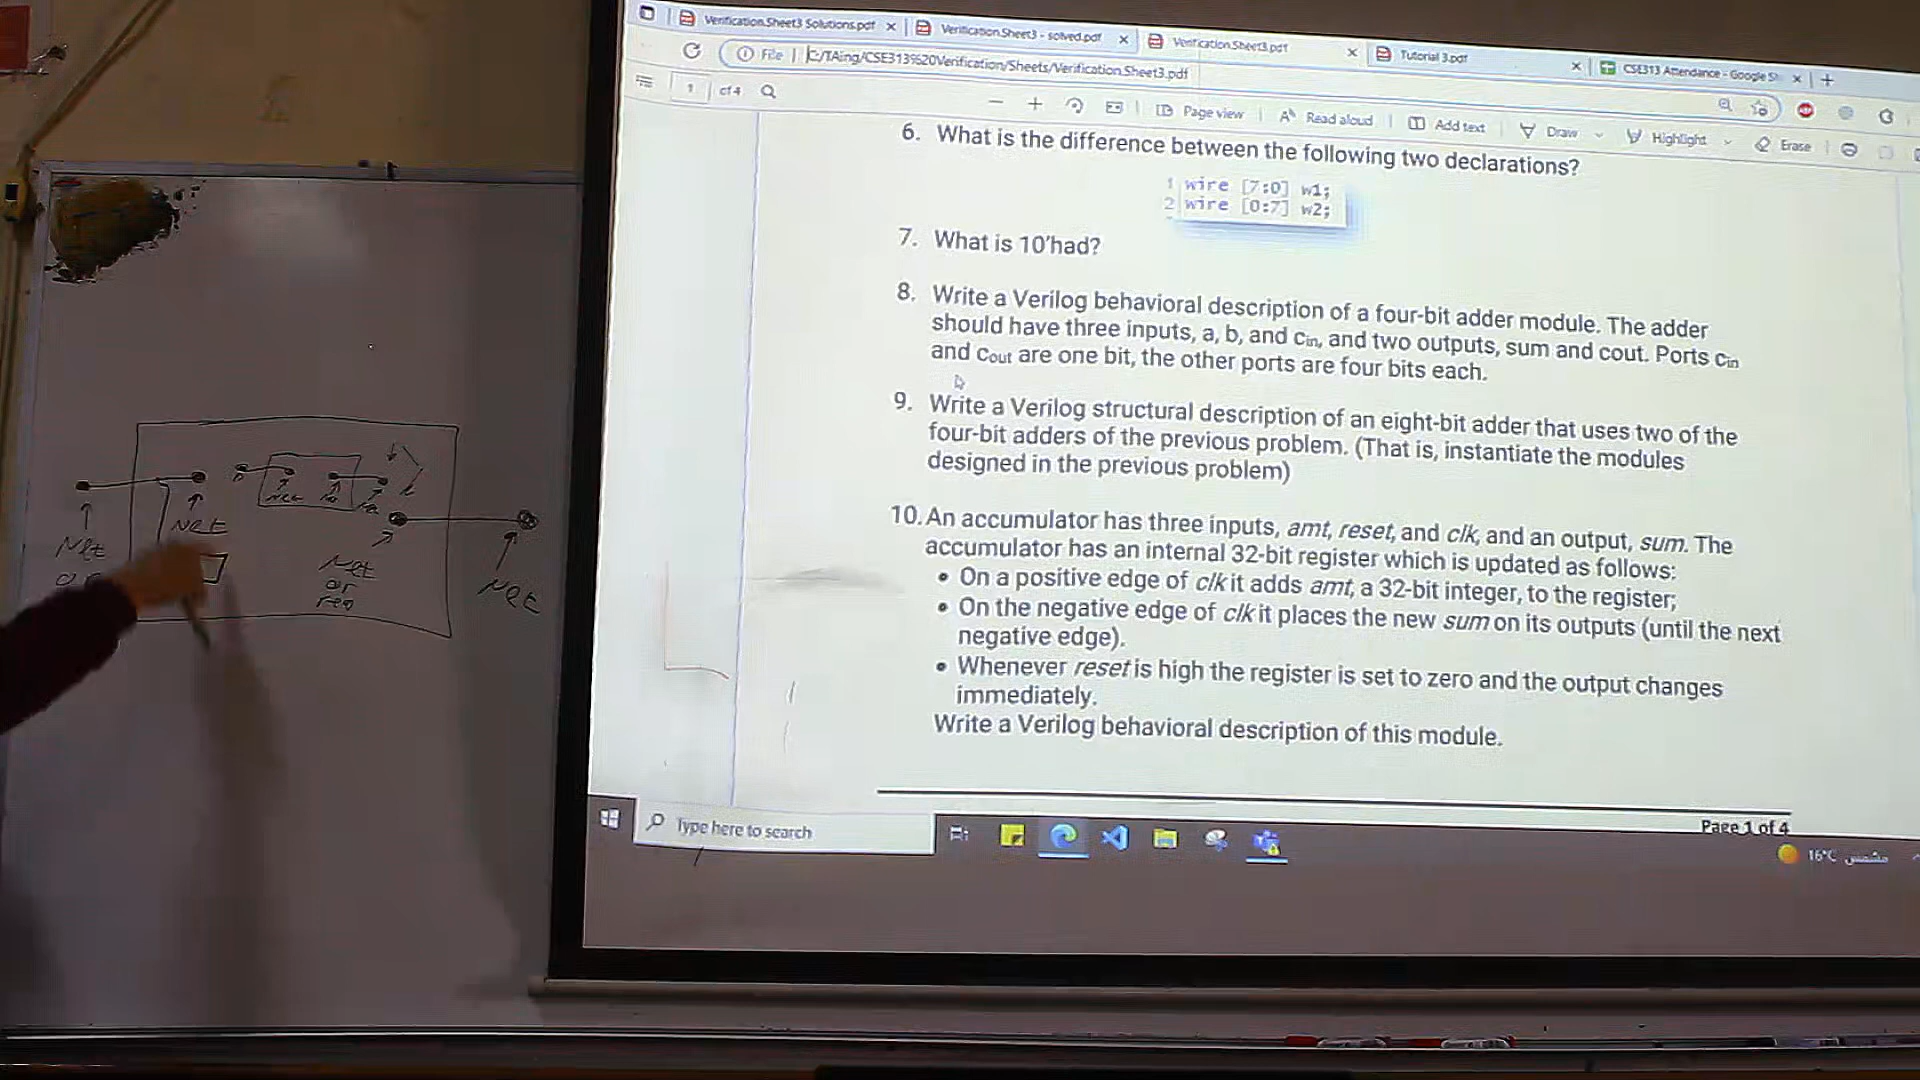 Verification.Sheet3 Solutions.pdf
Verification.Sheet3 - solved.pdf
Verification.Sheet3.pdf
Tutorial 3.pdf
CSE313 Attendance - Google Sh
File | C:/TAing/CSE313%20Verification/Sheets/Verification.Sheet3.pdf
1 of 4
Page view
Read aloud
Add text
Draw
Highlight
Erase
6. What is the difference between the following two declarations?
1 wire [7:0] w1;
2 wire [0:7] w2;
7. What is 10'had?
8. Write a Verilog behavioral description of a four-bit adder module. The adder
should have three inputs, a, b, and cin, and two outputs, sum and cout. Ports cin
and cout are one bit, the other ports are four bits each.
9. Write a Verilog structural description of an eight-bit adder that uses two of the
four-bit adders of the previous problem. (That is, instantiate the modules
designed in the previous problem)
10. An accumulator has three inputs, amt, reset, and clk, and an output, sum. The
accumulator has an internal 32-bit register which is updated as follows:
• On a positive edge of clk it adds amt, a 32-bit integer, to the register;
• On the negative edge of clk it places the new sum on its outputs (until the next
negative edge).
• Whenever reset is high the register is set to zero and the output changes
immediately.
Write a Verilog behavioral description of this module.
Page 1 of 4
Type here to search
16°C مشمس
Net
or
Net
Net
Net
or
reg
Net